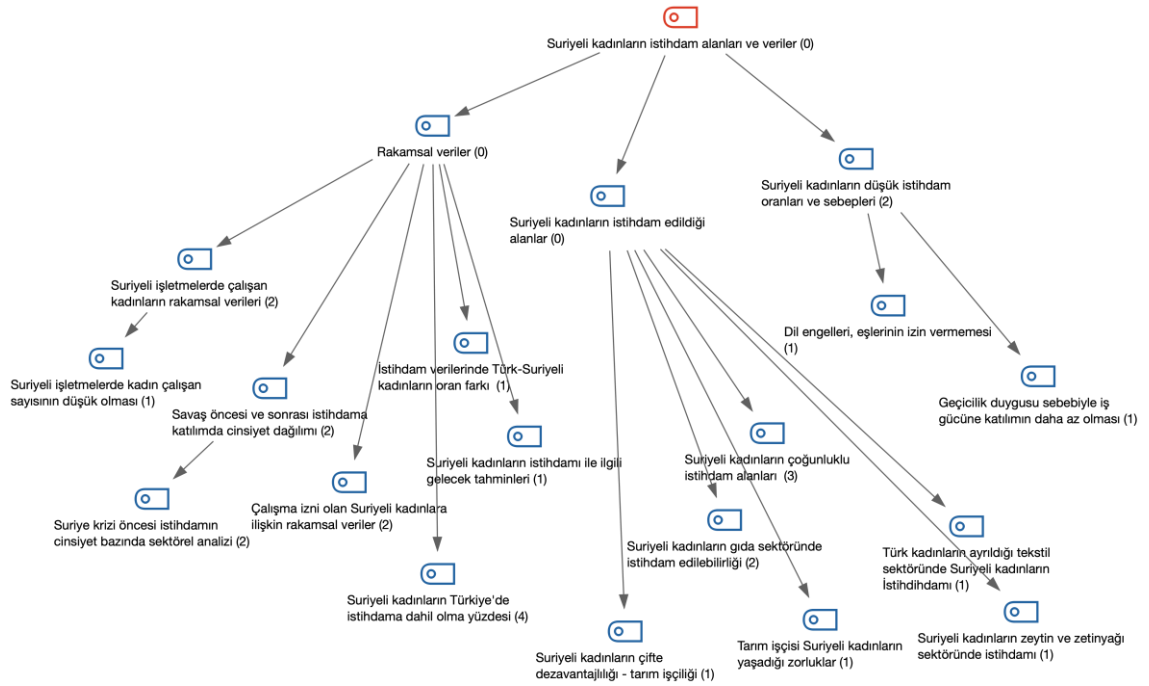 Suriyeli kadınların istihdam alanları ve veriler (0)
Rakamsal veriler (0)
Suriyeli kadınların düşük istihdam
oranları ve sebepleri (2)
Suriyeli kadınların istihdam edildiği
alanlar (0)
Suriyeli işletmelerde çalışan
kadınların rakamsal verileri (2)
Dil engelleri, eşlerinin izin vermemesi
(1)
Suriyeli işletmelerde kadın çalışan
sayısının düşük olması (1)
İstihdam verilerinde Türk-Suriyeli
kadınların oran farkı (1)
Savaş öncesi ve sonrası istihdama
katılımda cinsiyet dağılımı (2)
Geçicilik duygusu sebebiyle iş
gücüne katılımın daha az olması (1)
Suriyeli kadınların istihdamı ile ilgili
gelecek tahminleri (1)
Suriyeli kadınların çoğunluklu
istihdam alanları (3)
Suriye krizi öncesi istihdamın
cinsiyet bazında sektörel analizi (2)
Çalışma izni olan Suriyeli kadınlara
ilişkin rakamsal veriler (2)
Suriyeli kadınların gıda sektöründe
istihdam edilebilirliği (2)
Türk kadınların ayrıldığı tekstil
sektöründe Suriyeli kadınların
İstihdihdamı (1)
Suriyeli kadınların Türkiye'de
istihdama dahil olma yüzdesi (4)
Suriyeli kadınların çifte
dezavantajlılığı - tarım işçiliği (1)
Tarım işçisi Suriyeli kadınların
yaşadığı zorluklar (1)
Suriyeli kadınların zeytin ve zetinyağı
sektöründe istihdamı (1)